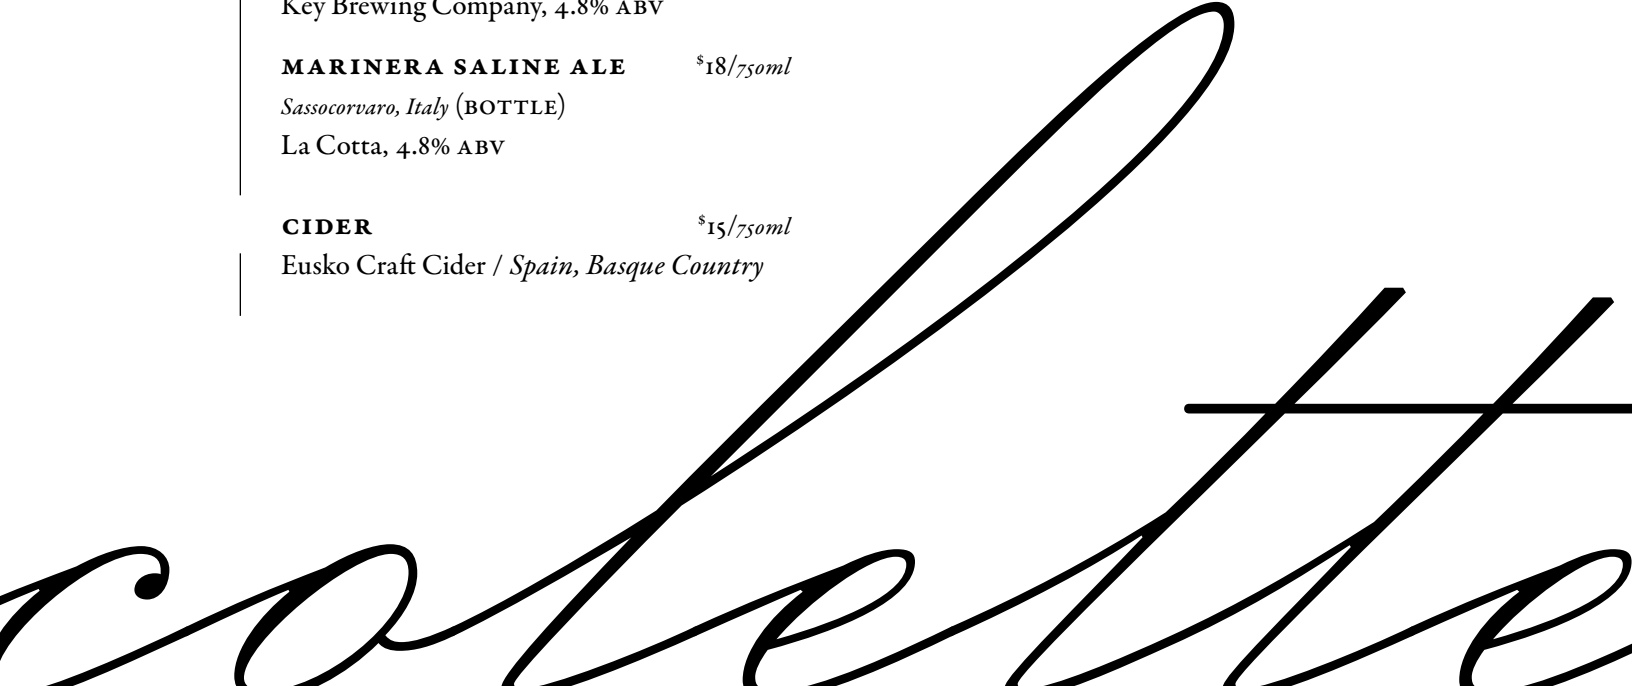 Key Brewing Company, 4.8% ABV
MARINERA SALINE ALE $18/750ml
Sassocorvaro, Italy (BOTTLE)
La Cotta, 4.8% ABV
CIDER $15/750ml
Eusko Craft Cider / Spain, Basque Country
colette